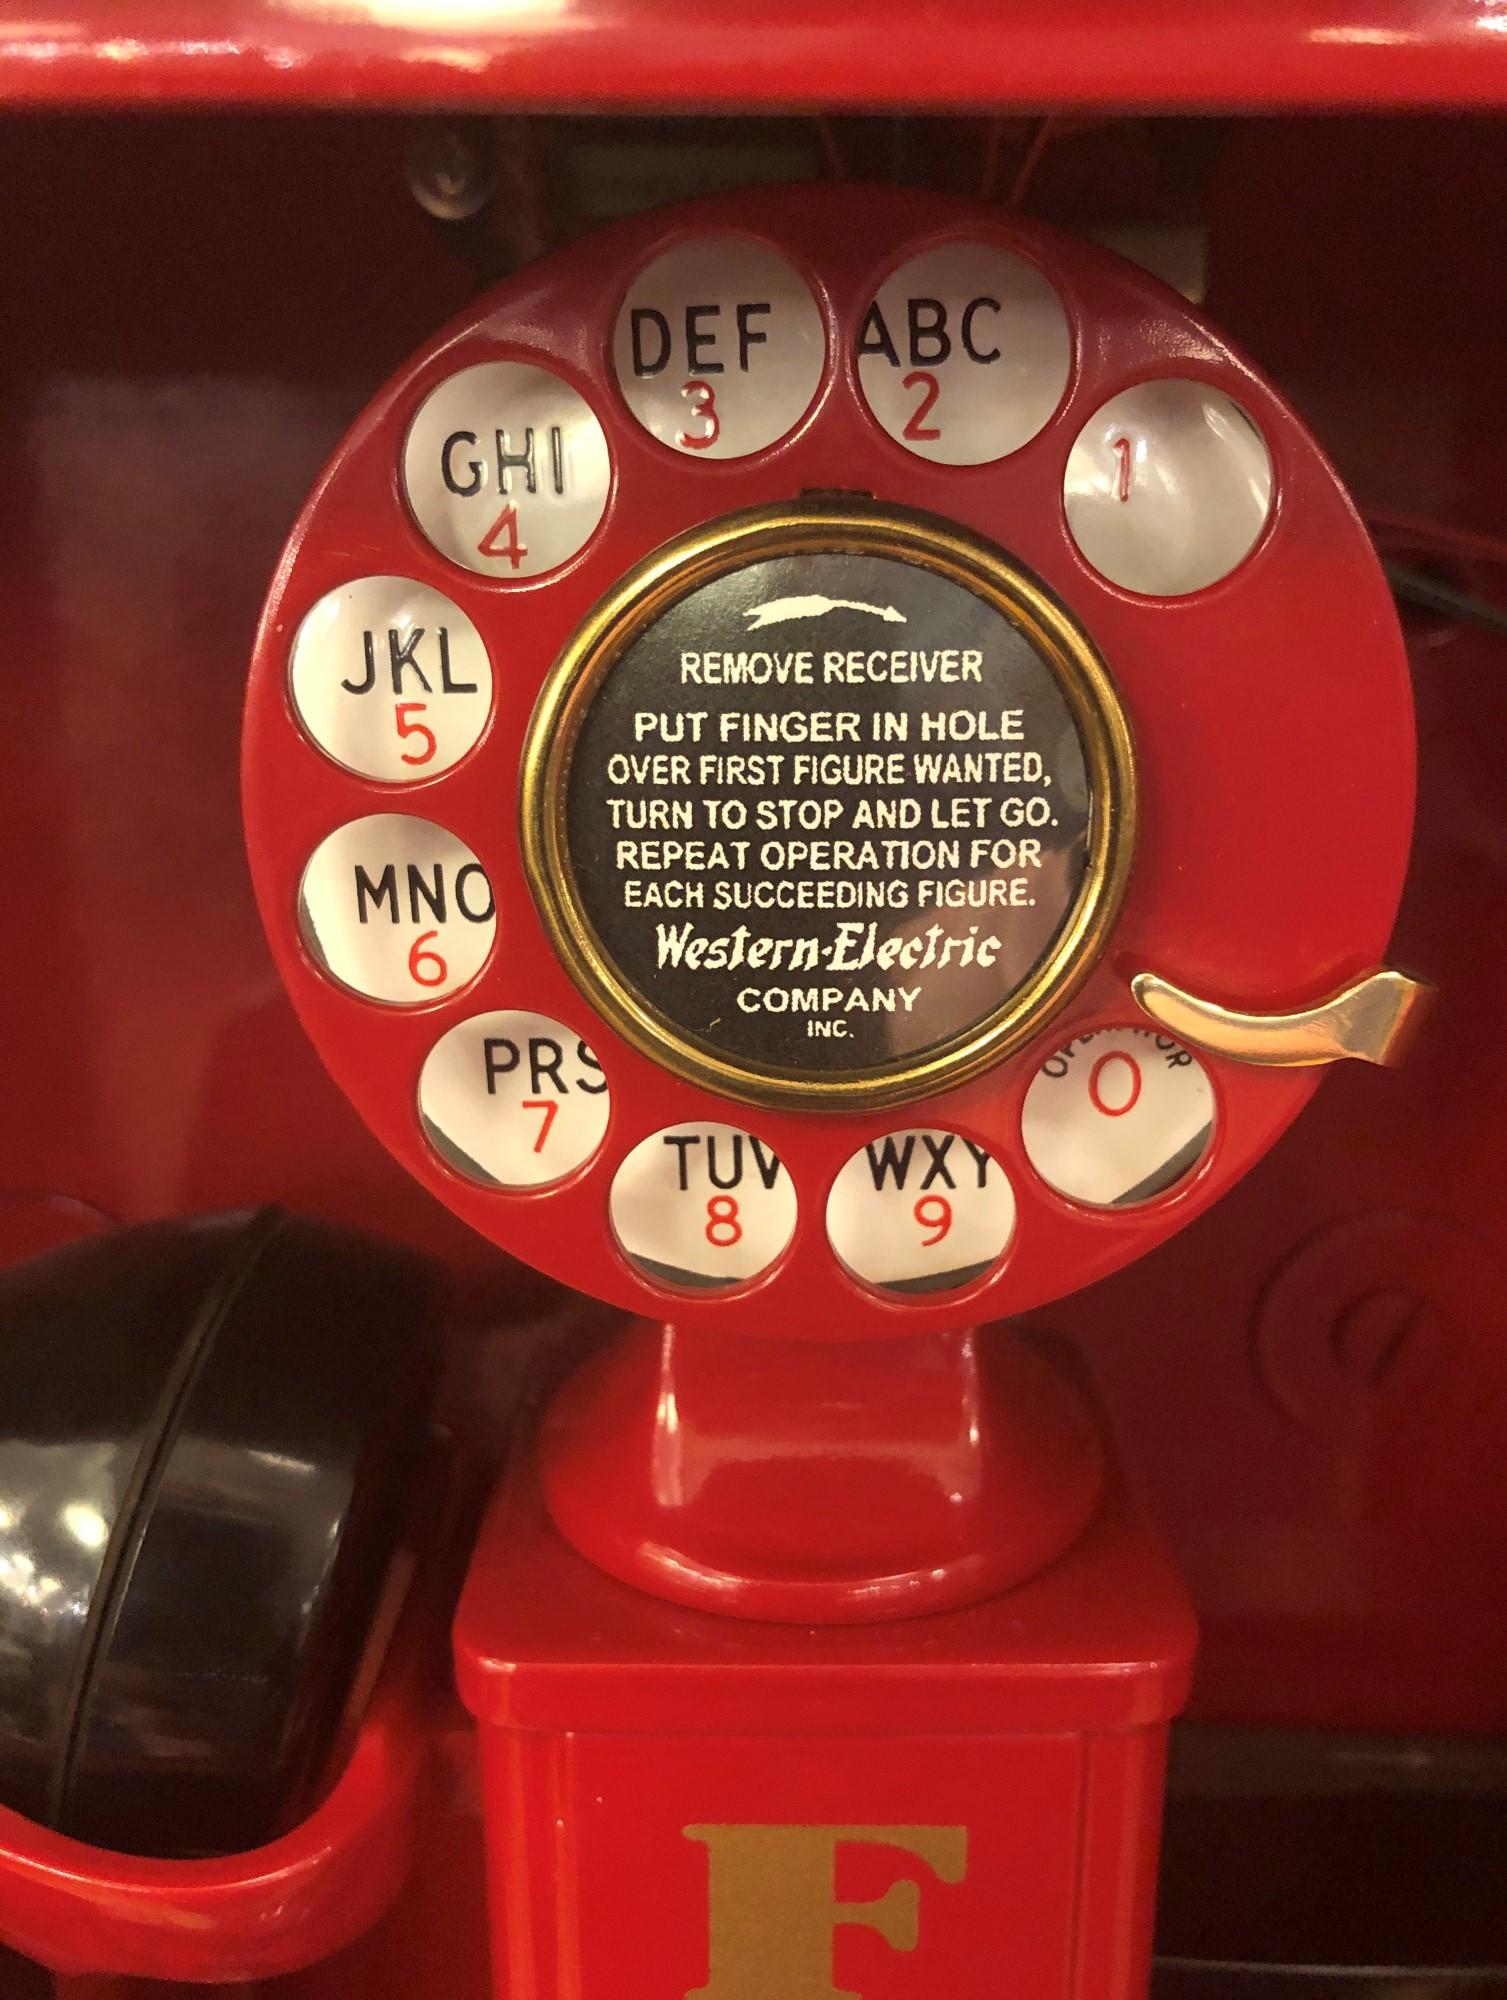 DEF
3
ABC
2
1
GHI
4
JKL
5
MNO
6
PRS
7
TUV
8
WXY
9
OPERATOR
0
REMOVE RECEIVER
PUT FINGER IN HOLE
OVER FIRST FIGURE WANTED,
TURN TO STOP AND LET GO.
REPEAT OPERATION FOR
EACH SUCCEEDING FIGURE.
Western-Electric
COMPANY
INC.
F